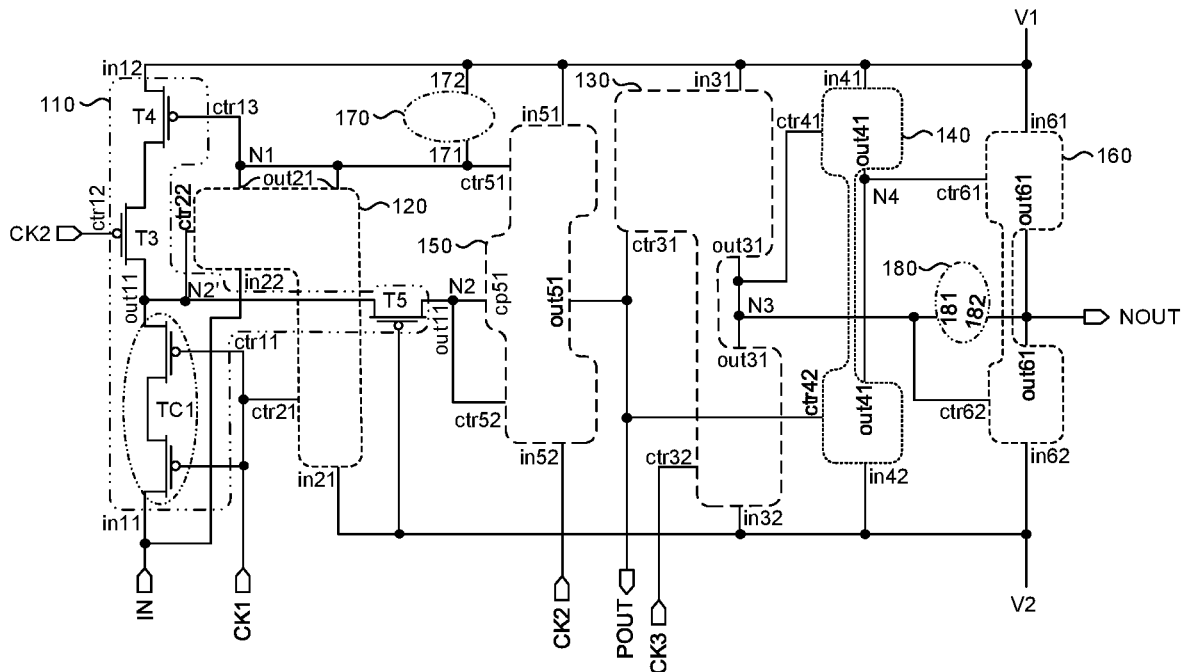 V1
in12
172
130
in31
in41
110
T4
ctr13
170
in51
ctr41
out41
140
in61
160
N1
171
ctr51
out21
N4
ctr61
out61
ctr12
ctr22
120
CK2
T3
150
ctr31
out31
in22
cp51
out51
180
out11
N2'
T5
N2
N3
181
182
NOUT
out11
ctr11
out31
out61
TC1
ctr21
ctr52
ctr42
out41
ctr62
in21
in52
ctr32
in42
in62
in11
in32
IN
CK1
CK2
POUT
CK3
V2